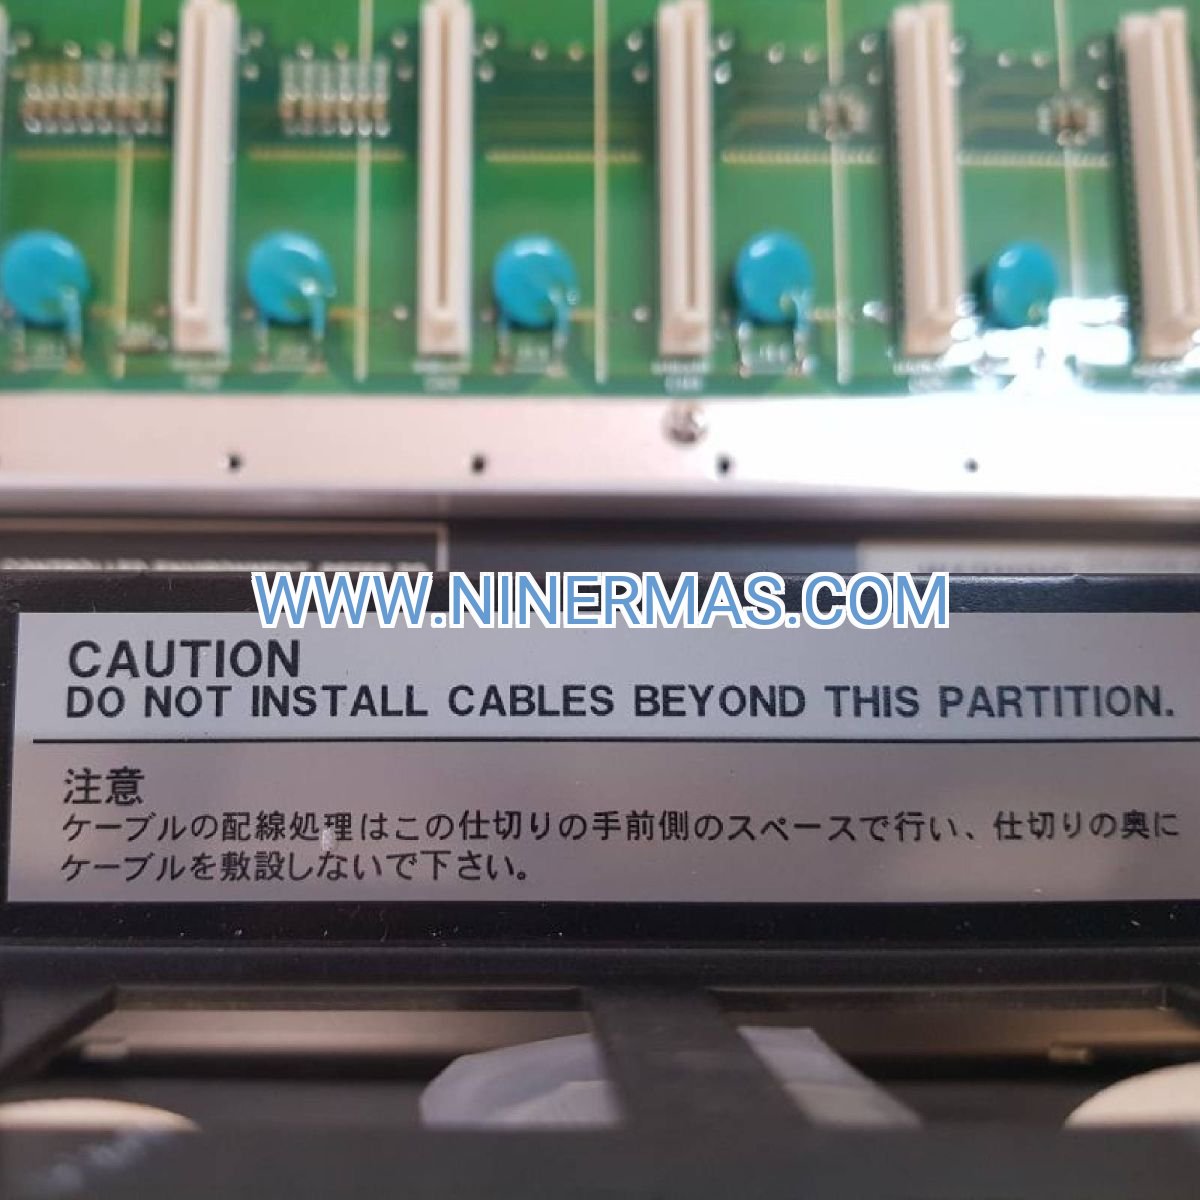 WWW.NINERMAS.COM
CAUTION
DO NOT INSTALL CABLES BEYOND THIS PARTITION.
注意
ケーブルの配線処理はこの仕切りの手前側のスペースで行い、仕切りの奥に
ケーブルを敷設しないで下さい。